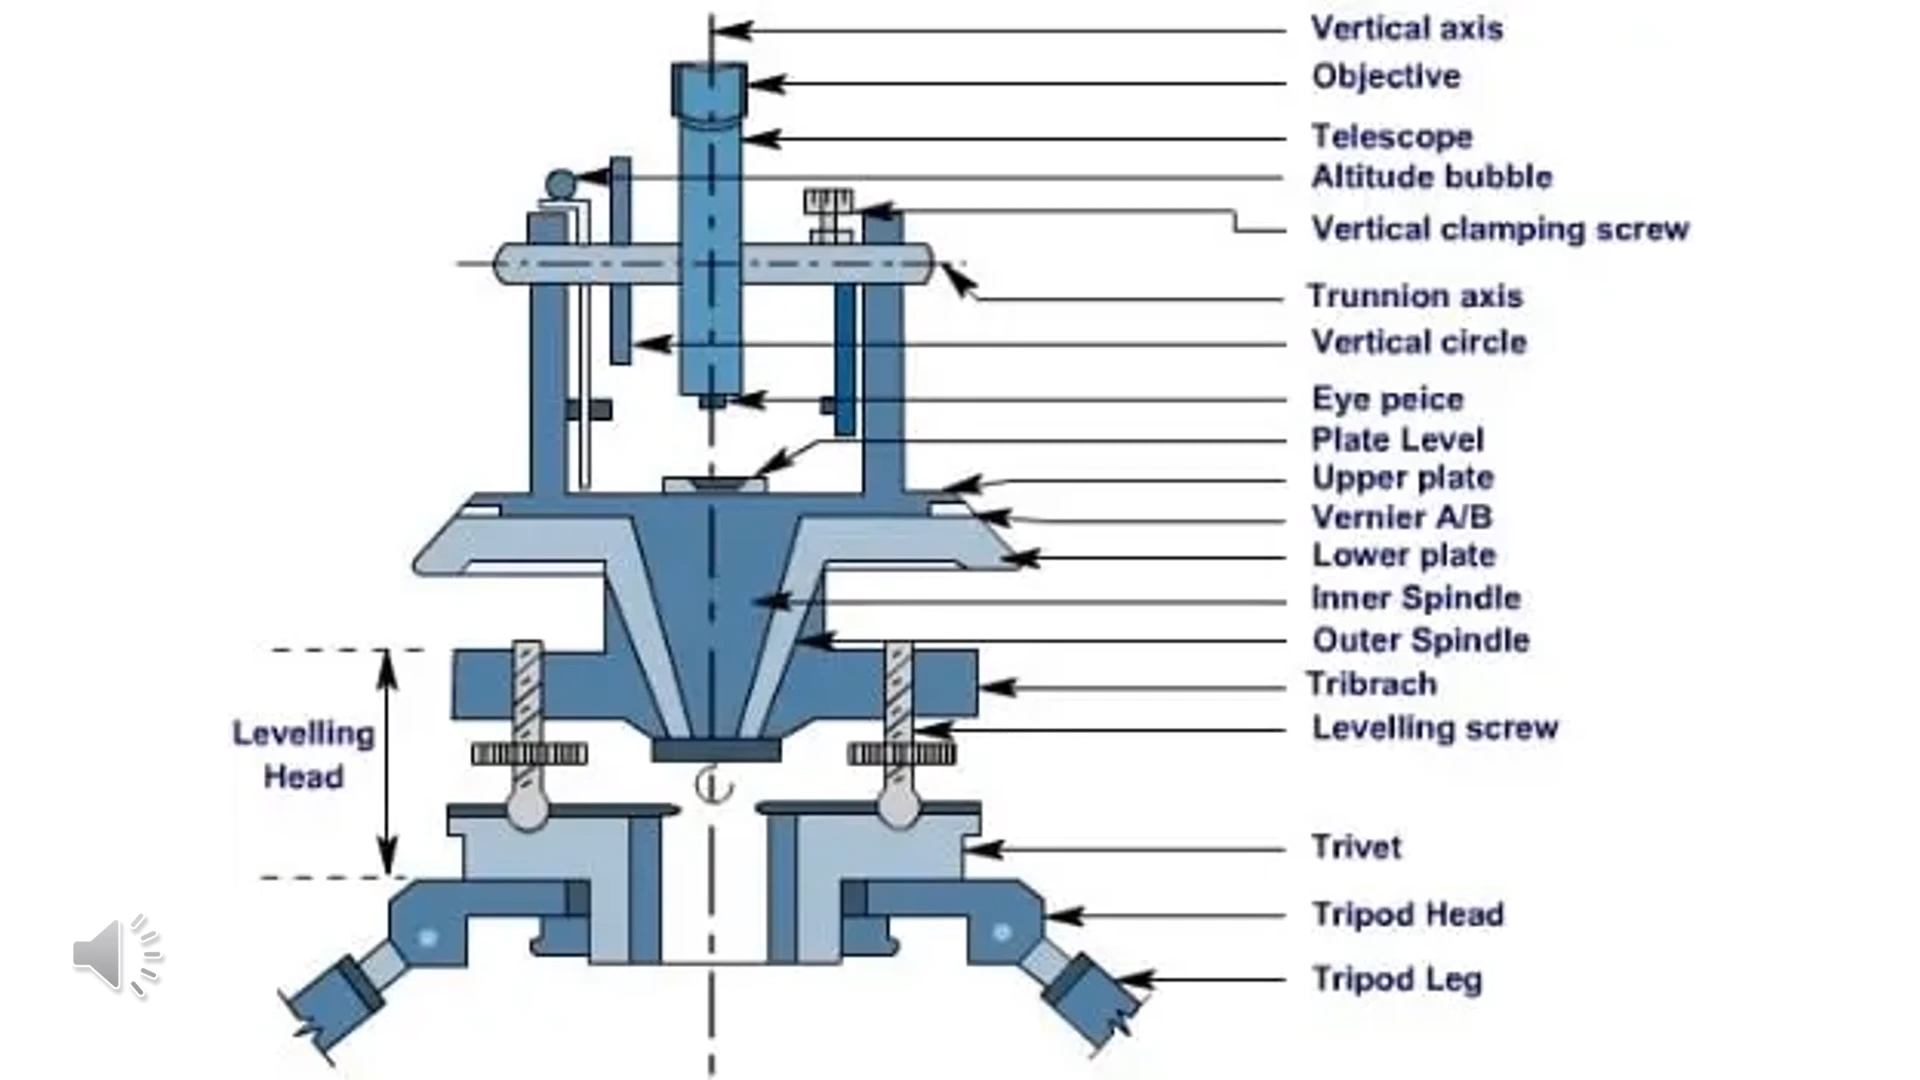 Vertical axis
Objective
Telescope
Altitude bubble
Vertical clamping screw
Trunnion axis
Vertical circle
Eye peice
Plate Level
Upper plate
Vernier A/B
Lower plate
Inner Spindle
Outer Spindle
Tribrach
Levelling screw
Trivet
Tripod Head
Tripod Leg
Levelling
Head